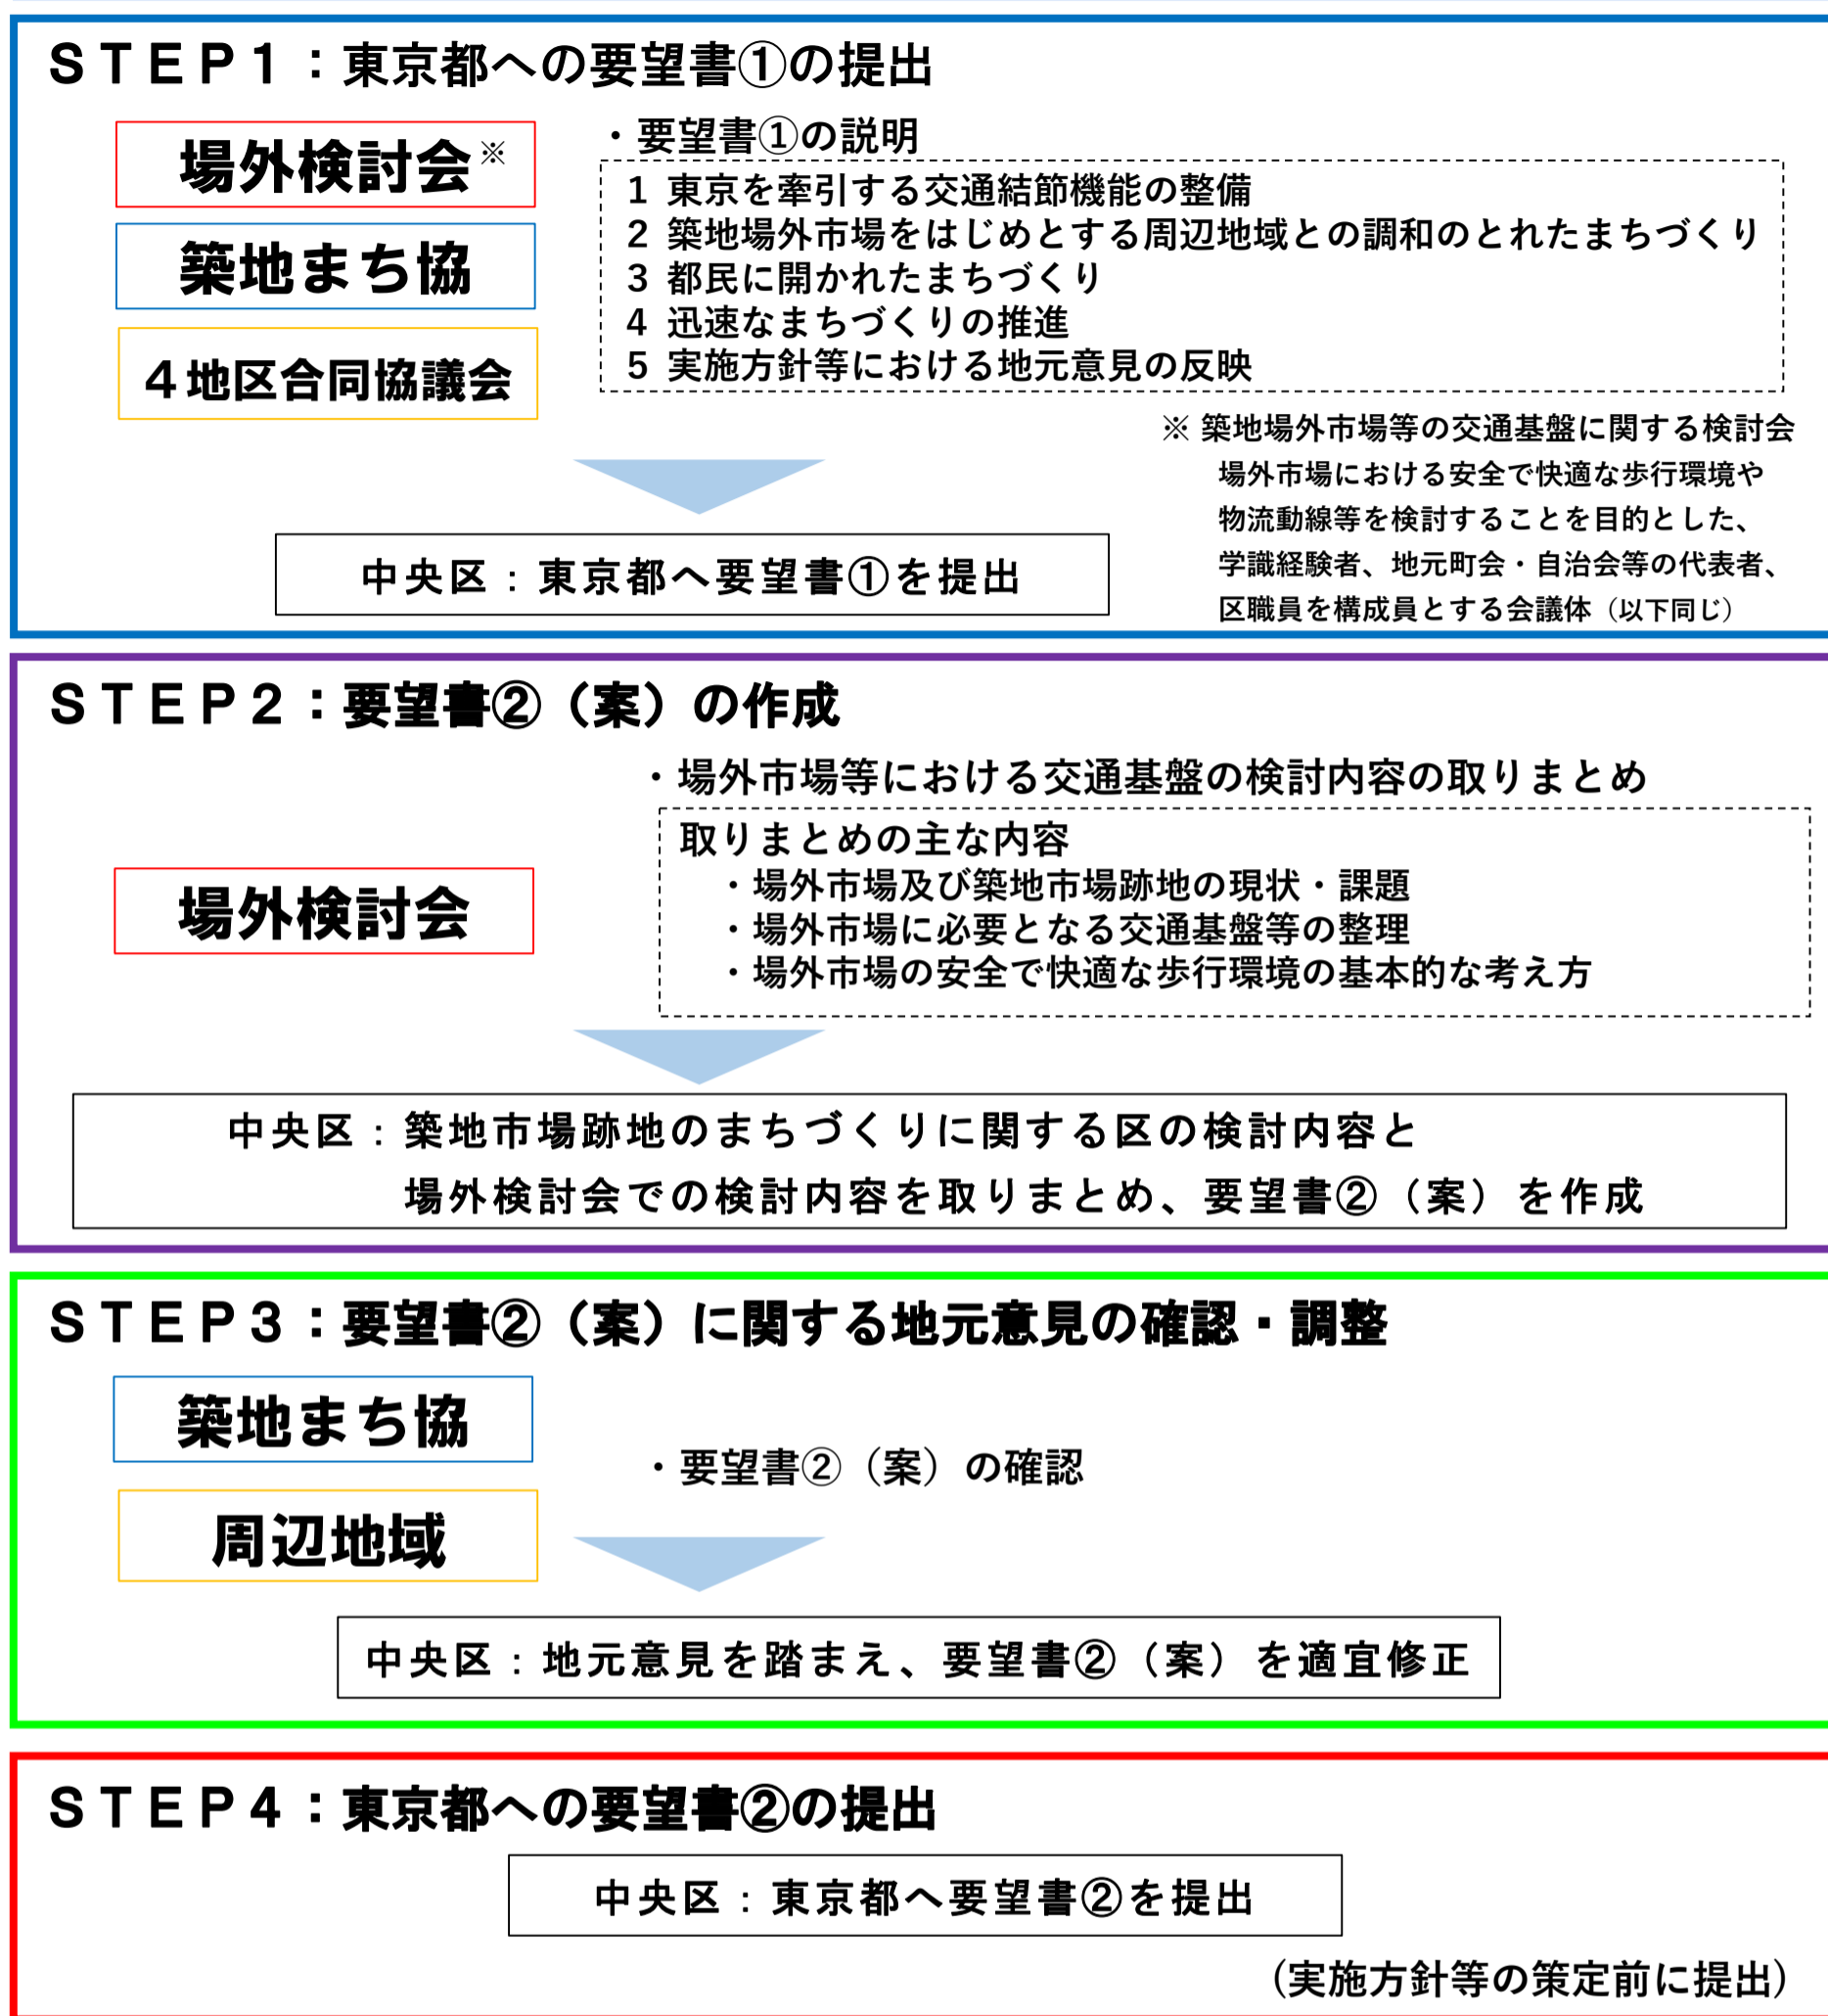 STEP1：東京都への要望書①の提出
場外検討会※
築地まち協
４地区合同協議会
・要望書①の説明
1 東京を牽引する交通結節機能の整備
2 築地場外市場をはじめとする周辺地域との調和のとれたまちづくり
3 都民に開かれたまちづくり
4 迅速なまちづくりの推進
5 実施方針等における地元意見の反映
※ 築地場外市場等の交通基盤に関する検討会
場外市場における安全で快適な歩行環境や
物流動線等を検討することを目的とした、
学識経験者、地元町会・自治会等の代表者、
区職員を構成員とする会議体（以下同じ）
中央区：東京都へ要望書①を提出
STEP2：要望書②（案）の作成
・場外市場等における交通基盤の検討内容の取りまとめ
取りまとめの主な内容
・場外市場及び築地市場跡地の現状・課題
・場外市場に必要となる交通基盤等の整理
・場外市場の安全で快適な歩行環境の基本的な考え方
場外検討会
中央区：築地市場跡地のまちづくりに関する区の検討内容と
場外検討会での検討内容を取りまとめ、要望書②（案）を作成
STEP3：要望書②（案）に関する地元意見の確認・調整
築地まち協
周辺地域
・要望書②（案）の確認
中央区：地元意見を踏まえ、要望書②（案）を適宜修正
STEP4：東京都への要望書②の提出
中央区：東京都へ要望書②を提出
（実施方針等の策定前に提出）